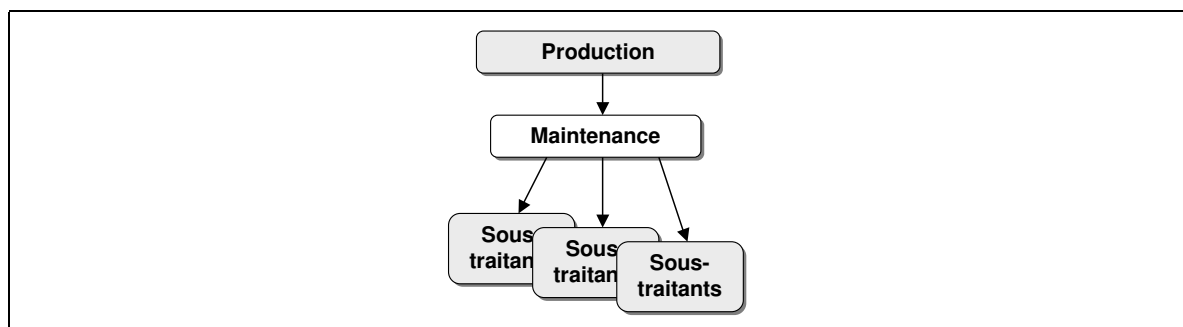 Production
Maintenance
Sous
traitan
Sous
traitan
Sous-
traitants